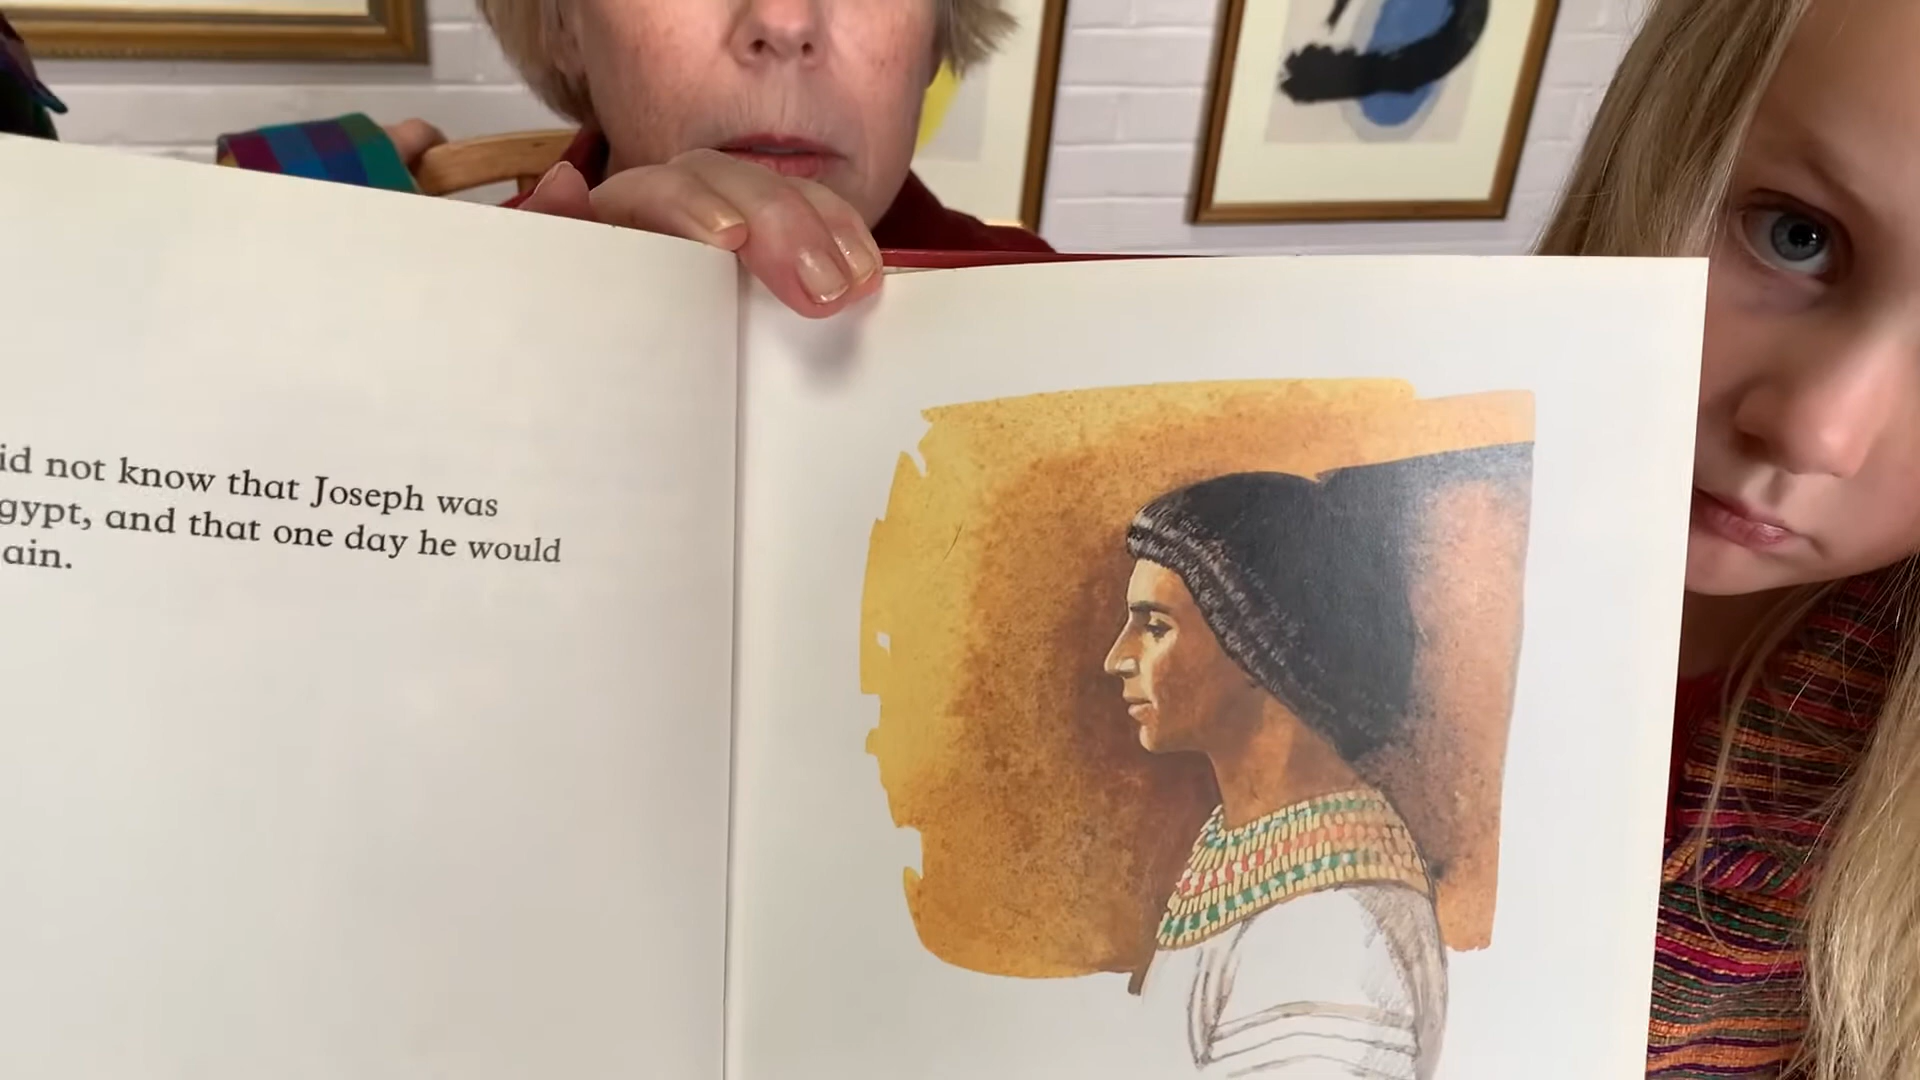 id not know that Joseph was
gypt, and that one day he would
ain.